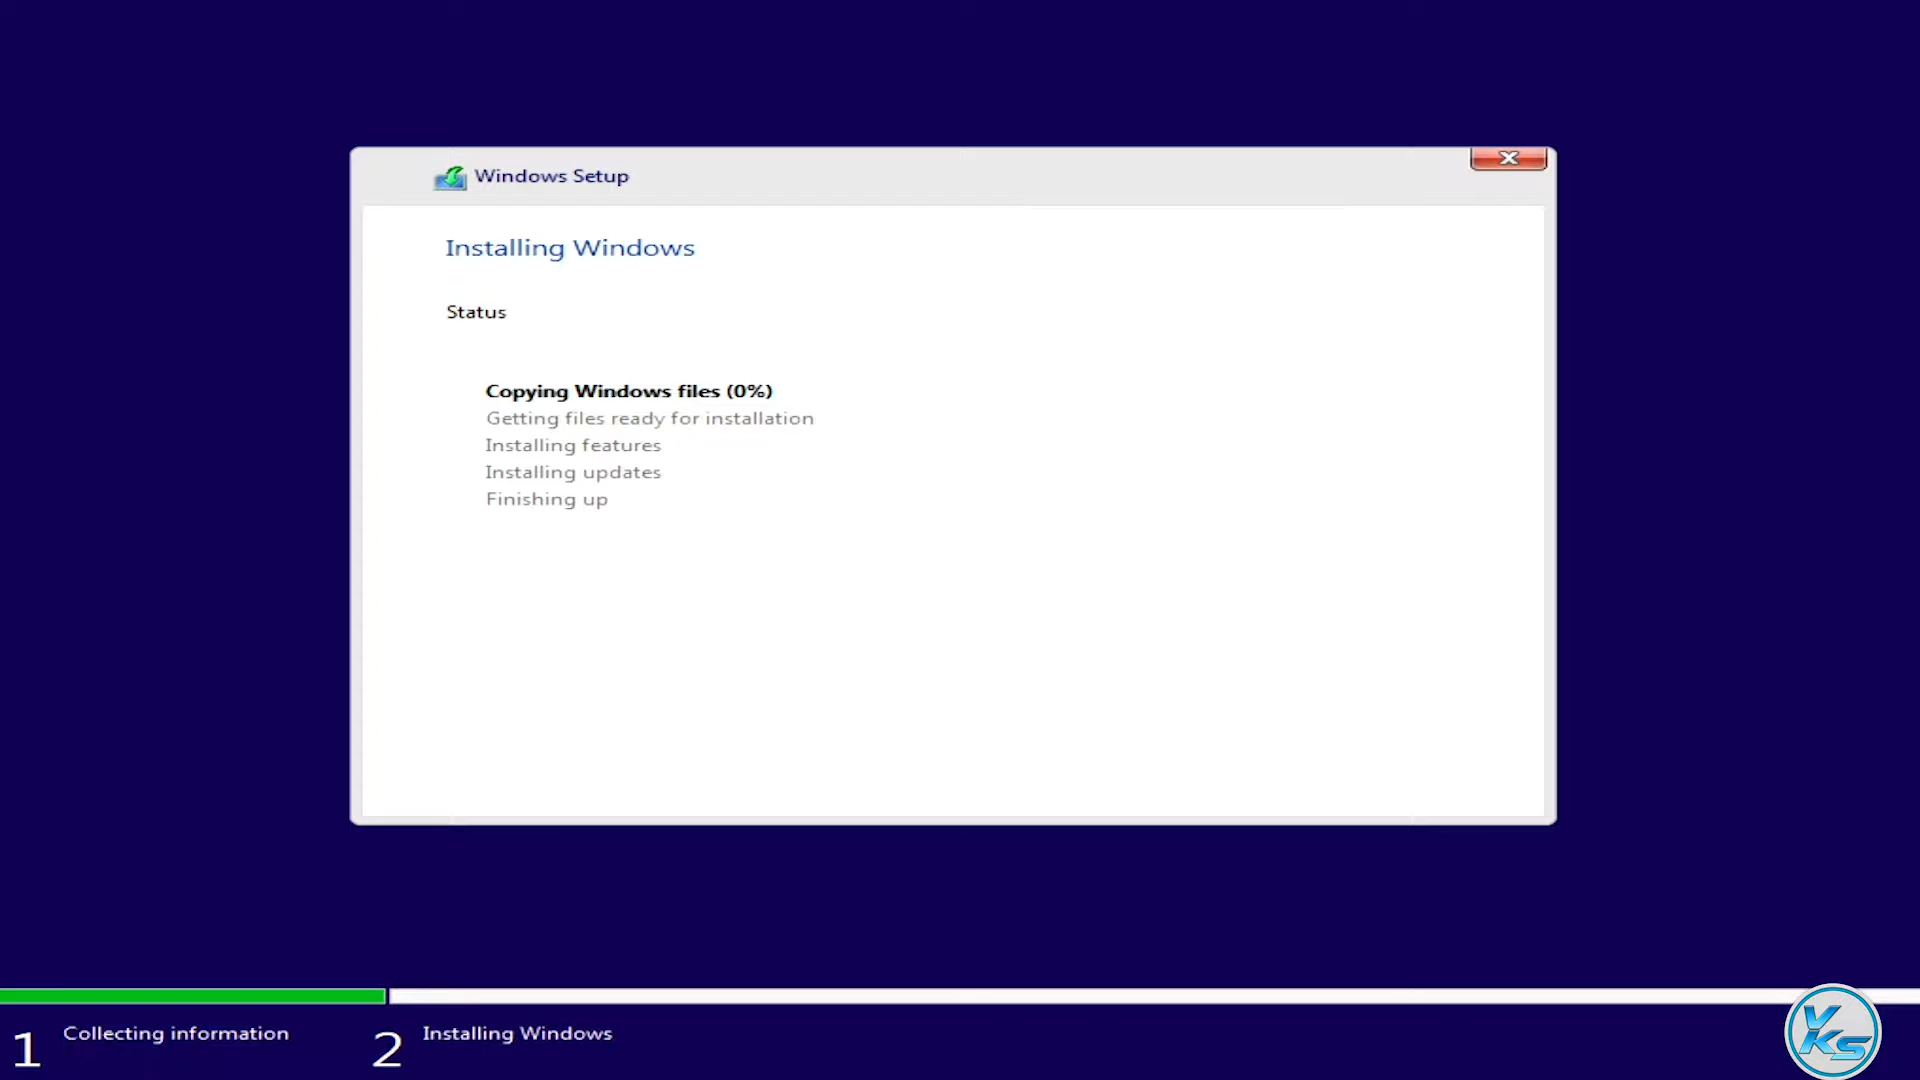 Windows Setup
Installing Windows
Status
Copying Windows files (0%)
Getting files ready for installation
Installing features
Installing updates
Finishing up
1 Collecting information
2 Installing Windows
VKS